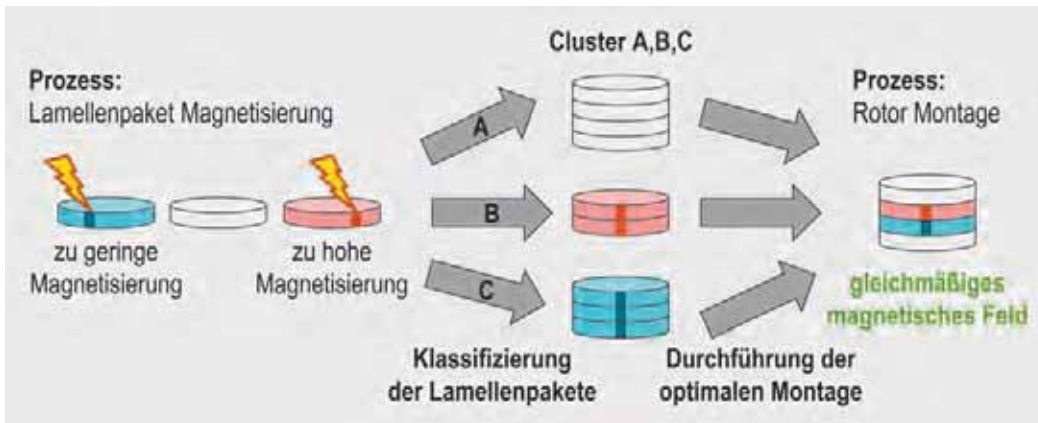 Prozess:
Lamellenpaket Magnetisierung
zu geringe
Magnetisierung
zu hohe
Magnetisierung
Cluster A,B,C
A
B
C
Klassifizierung
der Lamellenpakete
Durchführung der
optimalen Montage
Prozess:
Rotor Montage
gleichmäßiges
magnetisches Feld